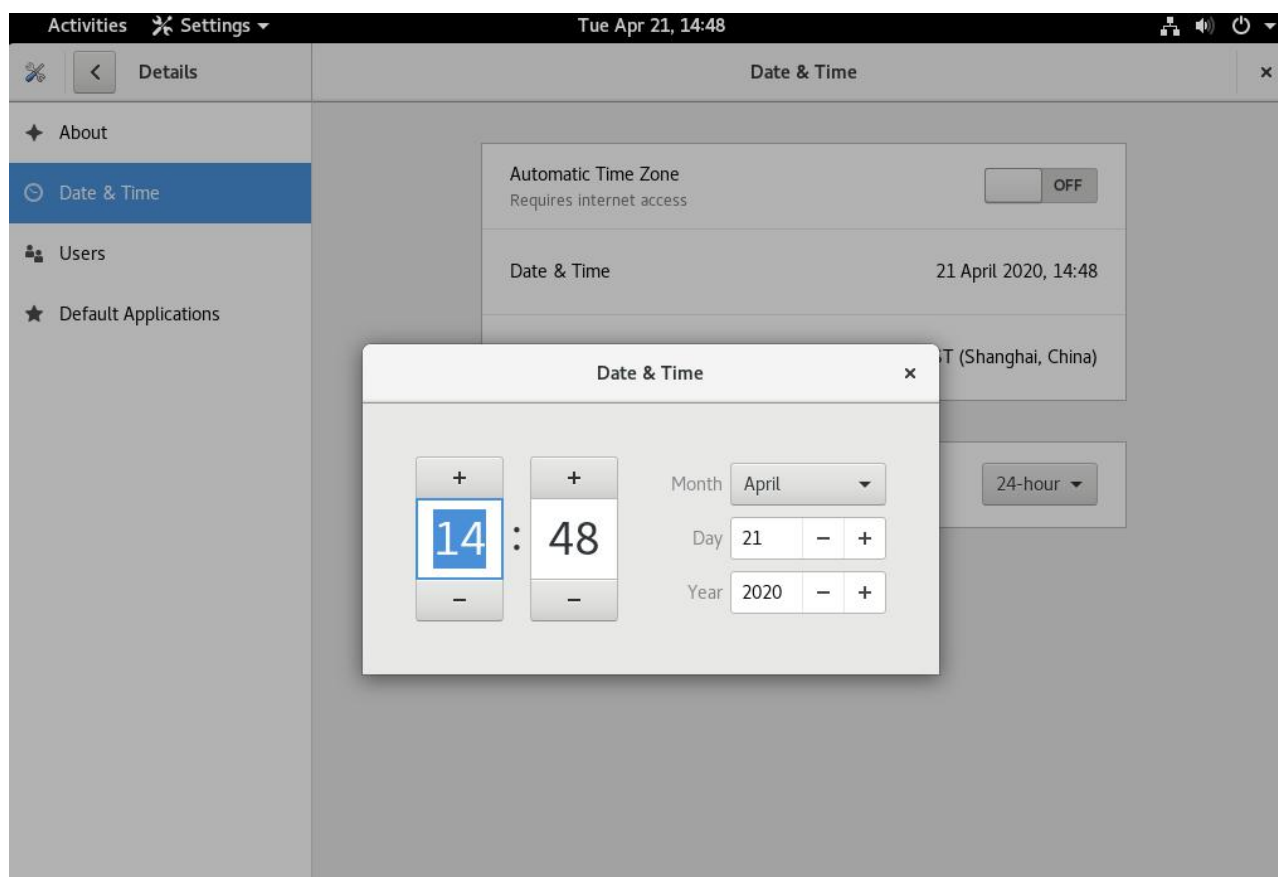 Activities Settings Tue Apr 21, 14:48
Details Date & Time
About
Date & Time
Users
Default Applications
Automatic Time Zone
Requires internet access
OFF
Date & Time 21 April 2020, 14:48
(Shanghai, China)
24-hour
Date & Time
14 : 48
Month April
Day 21 − +
Year 2020 − +
+ +
− −